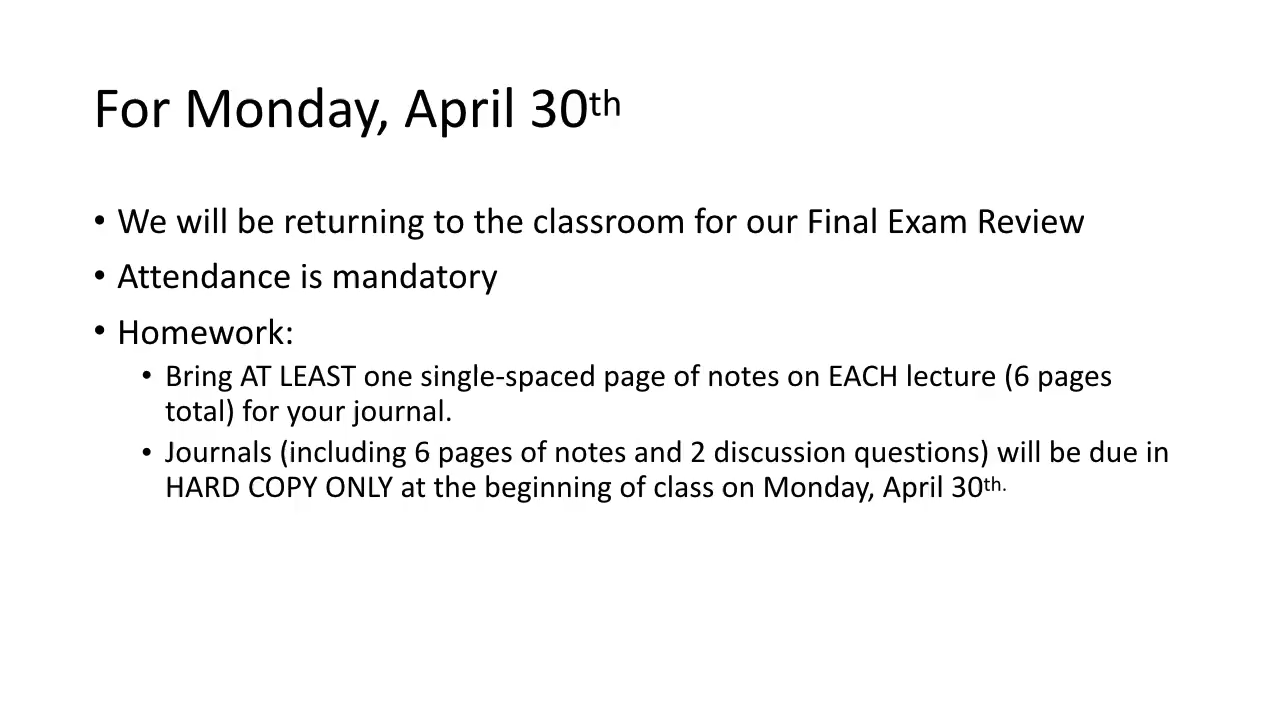 For Monday, April 30th
• We will be returning to the classroom for our Final Exam Review
• Attendance is mandatory
• Homework:
• Bring AT LEAST one single-spaced page of notes on EACH lecture (6 pages
total) for your journal.
• Journals (including 6 pages of notes and 2 discussion questions) will be due in
HARD COPY ONLY at the beginning of class on Monday, April 30th.